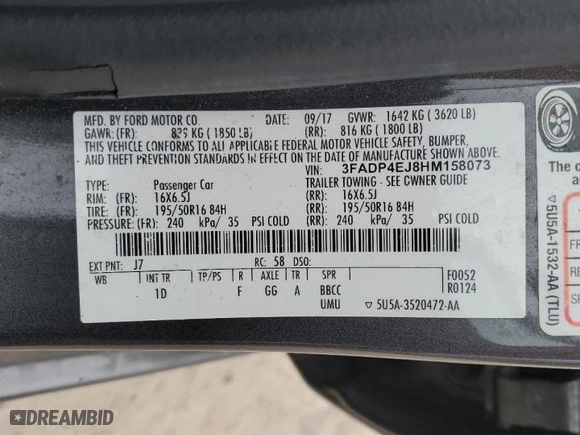 MFD. BY FORD MOTOR CO. DATE: 09/17 GVWR: 1642 KG ( 3620 LB)
GAWR: (FR): KG ( 1850 LB) (RR): 816 KG ( 1800 LB)
THIS VEHICLE CONFORMS TO ALL APPLICABLE FEDERAL MOTOR VEHICLE SAFETY, BUMPER,
AND THEFT PREVENTION STANDARDS IN EFFECT ON THE DATE OF MANUFACTURE SHOWN ABOVE.
VIN: 3FADP4EJ8HM158073
TYPE: Passenger Car TRAILER TOWING - SEE OWNER GUIDE
RIM: (FR): 16X6.5J (RR): 16X6.5J
TIRE: (FR): 195/50R16 84H (RR): 195/50R16 84H
PRESSURE: (FR): 240 kPa/ 35 PSI COLD (RR): 240 kPa/ 35 PSI COLD
EXT PNT: J7 RC: 58 DSO:
WB INT TR TP/PS R AXLE TR SPR F0052
1D F GG A BBCC R0124
UMU ▽ 5U5A-3520472-AA
▽5U5A-1532-AA (TLU)
The c
FR
RE
S
DREAMBID